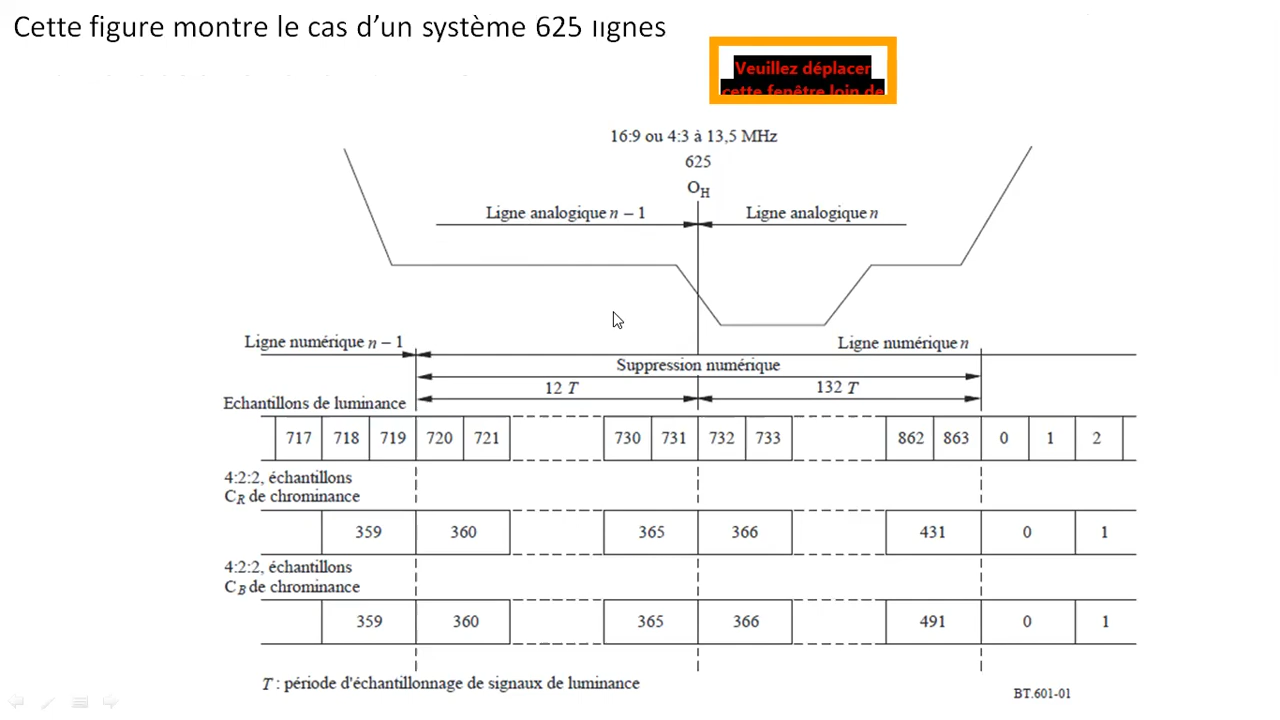 Cette figure montre le cas d’un système 625 lignes
Veuillez déplacer
cette fenêtre loin de
16:9 ou 4:3 à 13,5 MHz
625
OH
Ligne analogique n – 1
Ligne analogique n
Ligne numérique n – 1
Ligne numérique n
Suppression numérique
12 T
132 T
Echantillons de luminance
717 718 719 720 721 730 731 732 733 862 863 0 1 2
4:2:2, échantillons
CR de chrominance
359 360 365 366 431 0 1
4:2:2, échantillons
CB de chrominance
359 360 365 366 491 0 1
T : période d'échantillonnage de signaux de luminance
BT.601-01